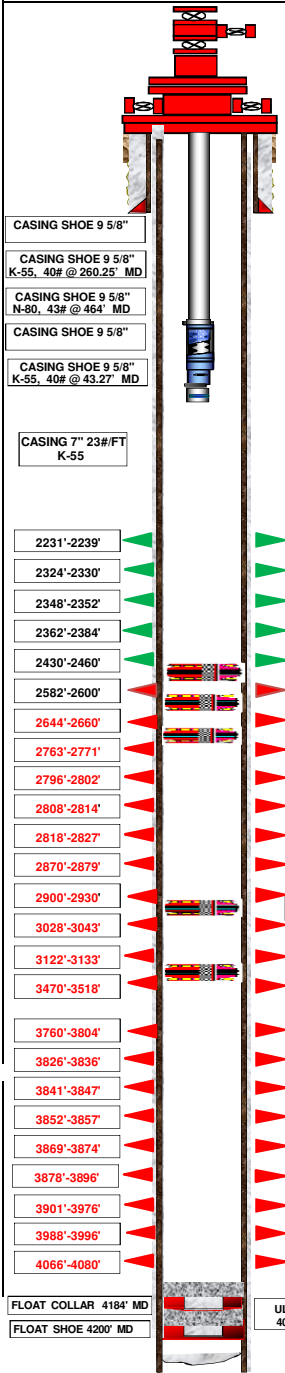 CASING SHOE 9 5/8"
CASING SHOE 9 5/8"
K-55, 40# @ 260.25' MD
CASING SHOE 9 5/8"
N-80, 43# @ 464' MD
CASING SHOE 9 5/8"
CASING SHOE 9 5/8"
K-55, 40# @ 43.27' MD
CASING 7" 23#/FT
K-55
2231'-2239'
2324'-2330'
2348'-2352'
2362'-2384'
2430'-2460'
2582'-2600'
2644'-2660'
2763'-2771'
2796'-2802'
2808'-2814'
2818'-2827'
2870'-2879'
2900'-2930'
3028'-3043'
3122'-3133'
3470'-3518'
3760'-3804'
3826'-3836'
3841'-3847'
3852'-3857'
3869'-3874'
3878'-3896'
3901'-3976'
3988'-3996'
4066'-4080'
FLOAT COLLAR 4184' MD
FLOAT SHOE 4200' MD